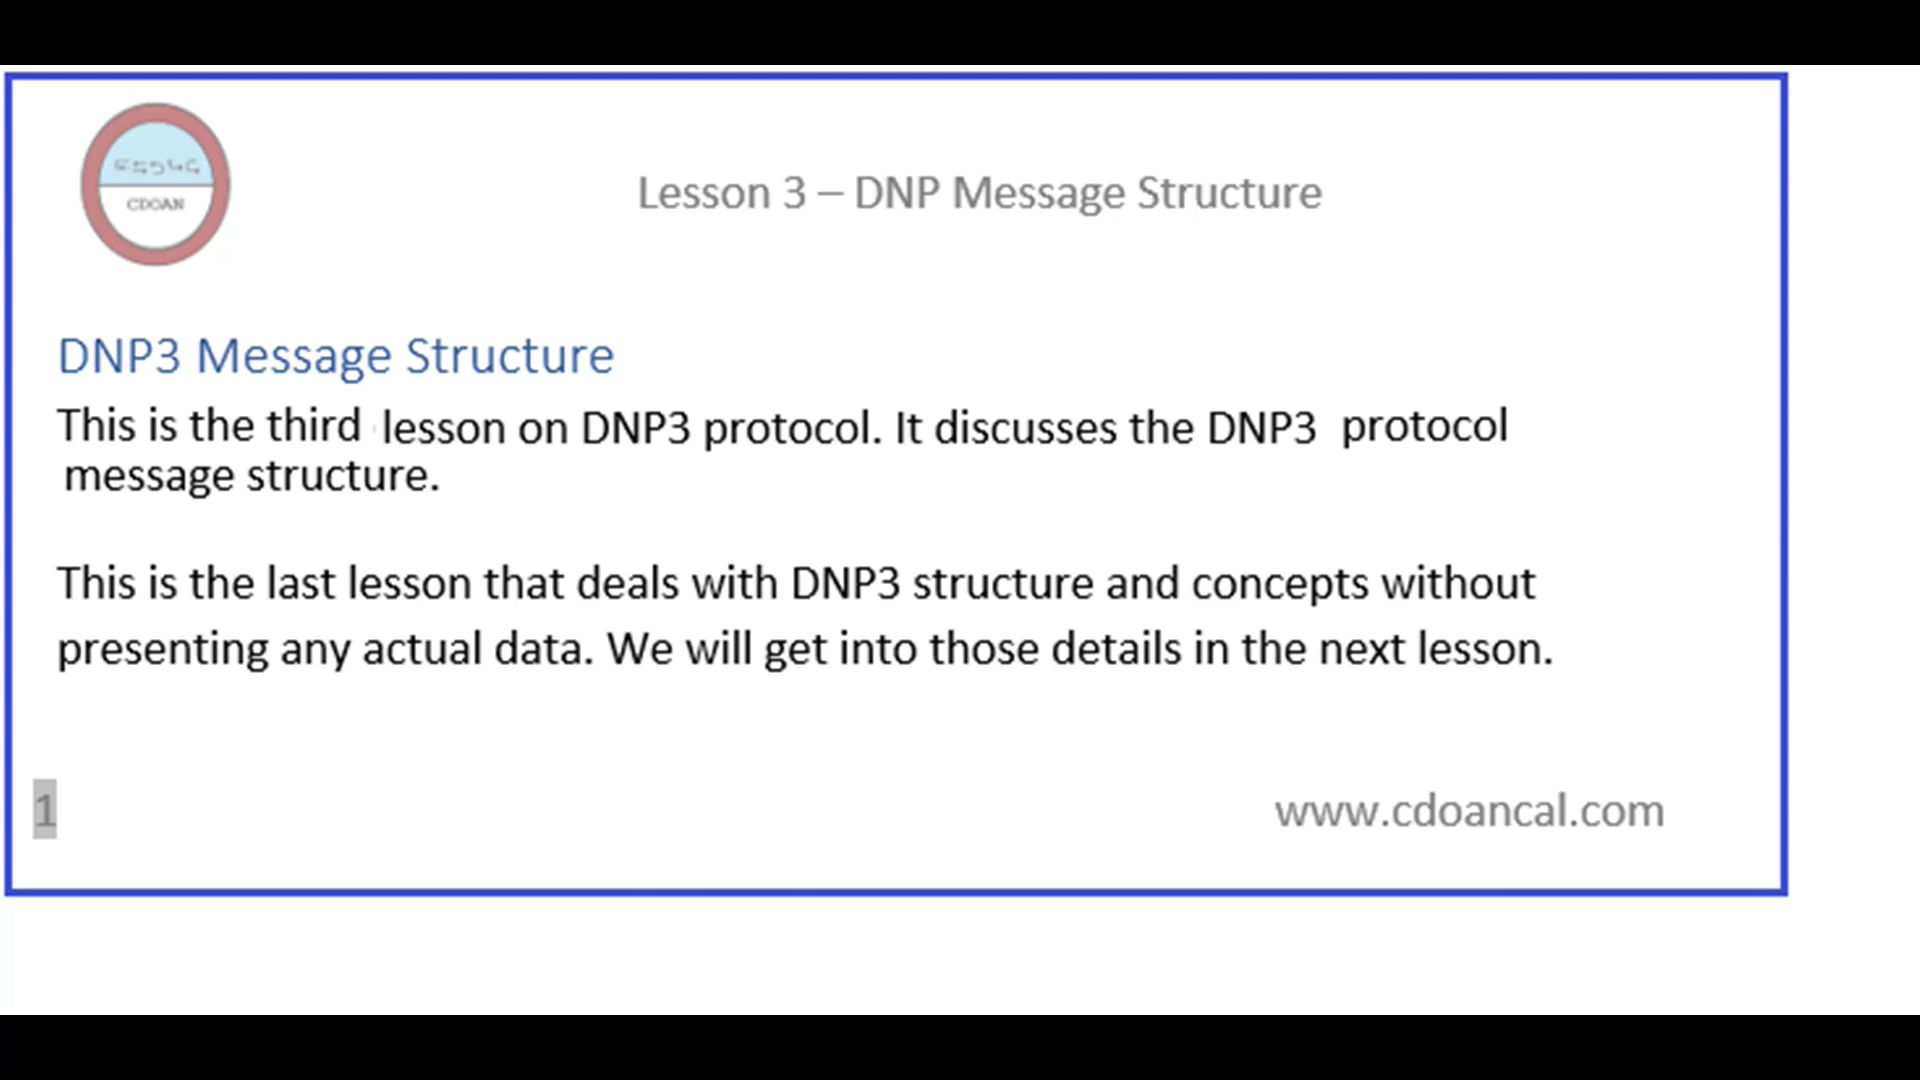 CDOAN
Lesson 3 – DNP Message Structure
DNP3 Message Structure
This is the third lesson on DNP3 protocol. It discusses the DNP3 protocol
message structure.
This is the last lesson that deals with DNP3 structure and concepts without
presenting any actual data. We will get into those details in the next lesson.
1
www.cdoancal.com